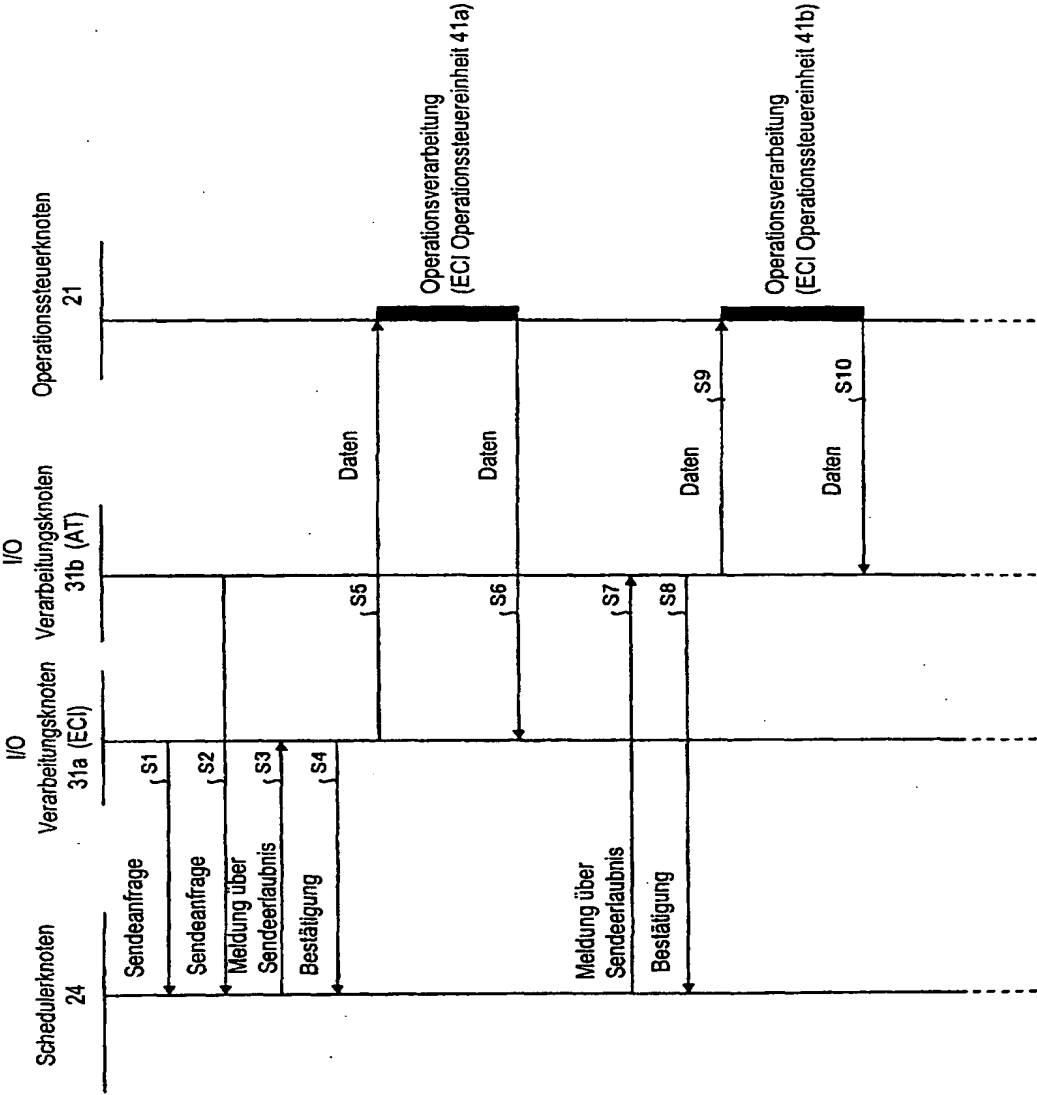 Schedulerknoten
24
I/O
Verarbeitungsknoten
31a (ECI)
I/O
Verarbeitungsknoten
31b (AT)
Operationssteuerknoten
21
Sendeanfrage
S1
Sendeanfrage
S2
Meldung über
Sendeerlaubnis
S3
Bestätigung
S4
S5
Daten
Operationsverarbeitung
(ECI Operationssteuereinheit 41a)
S6
Daten
Meldung über
Sendeerlaubnis
S7
Bestätigung
S8
Daten
S9
Operationsverarbeitung
(ECI Operationssteuereinheit 41b)
Daten
S10